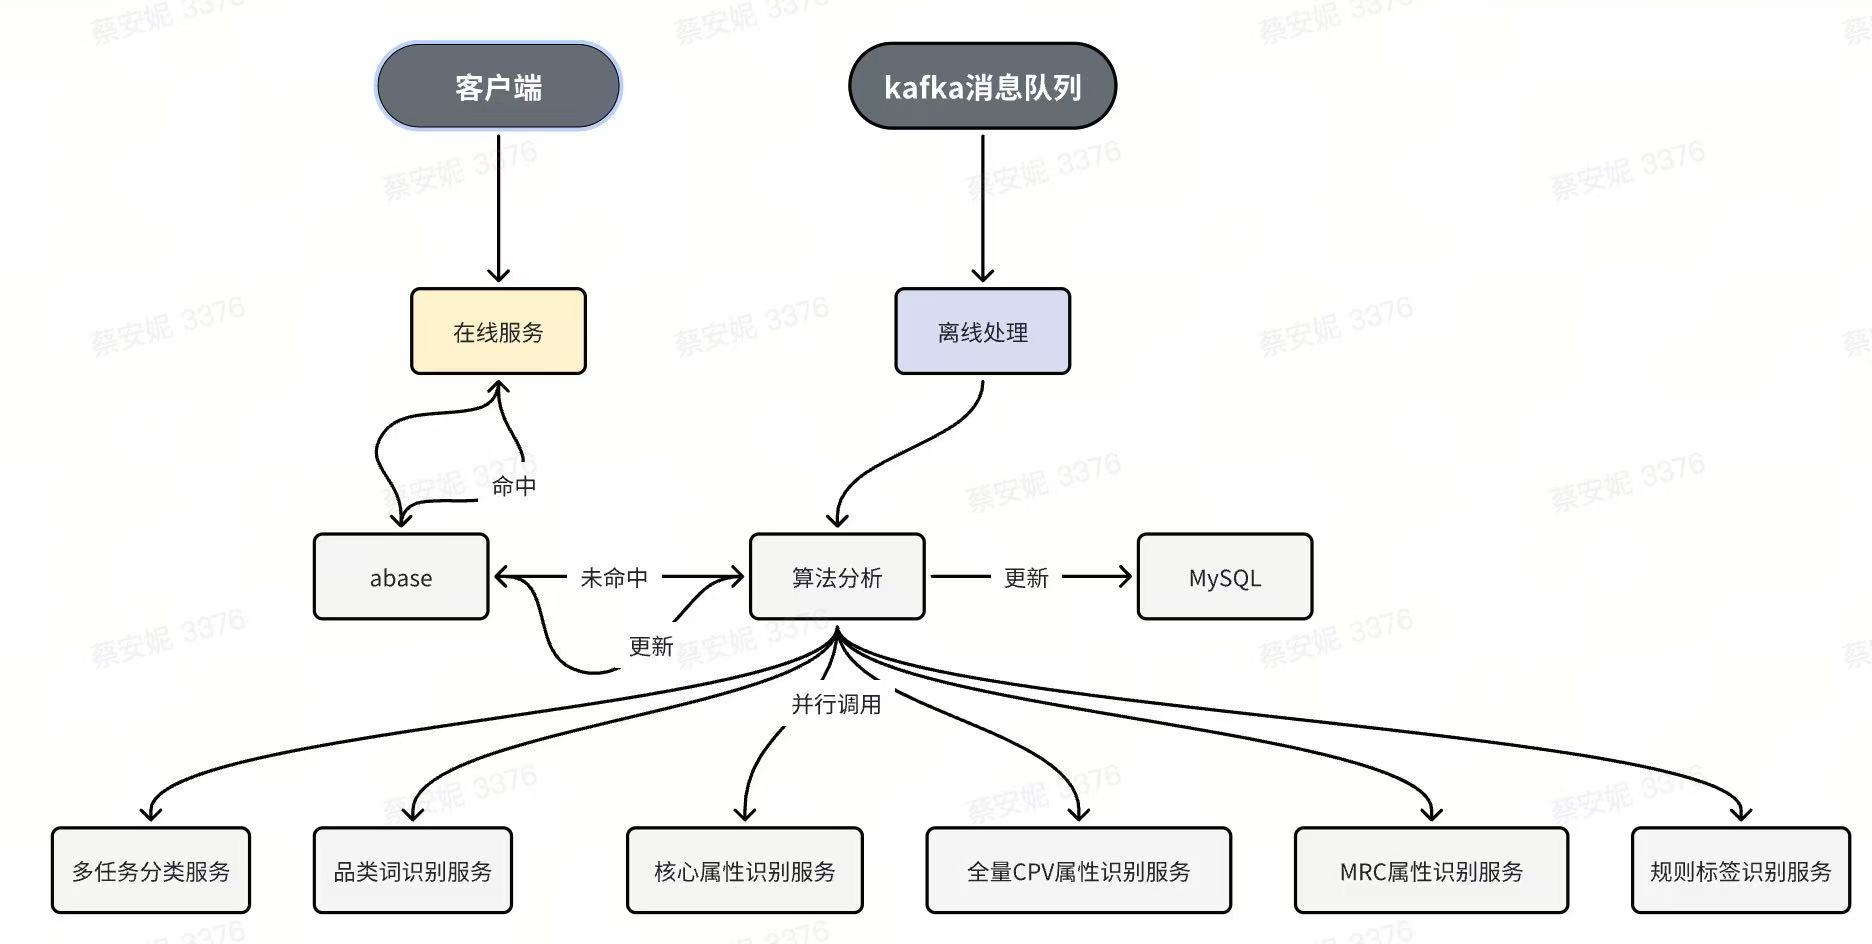 客户端
kafka消息队列
在线服务
离线处理
命中
abase
未命中
算法分析
更新
MySQL
更新
并行调用
多任务分类服务
品类词识别服务
核心属性识别服务
全量CPV属性识别服务
MRC属性识别服务
规则标签识别服务
蔡安妮 3376